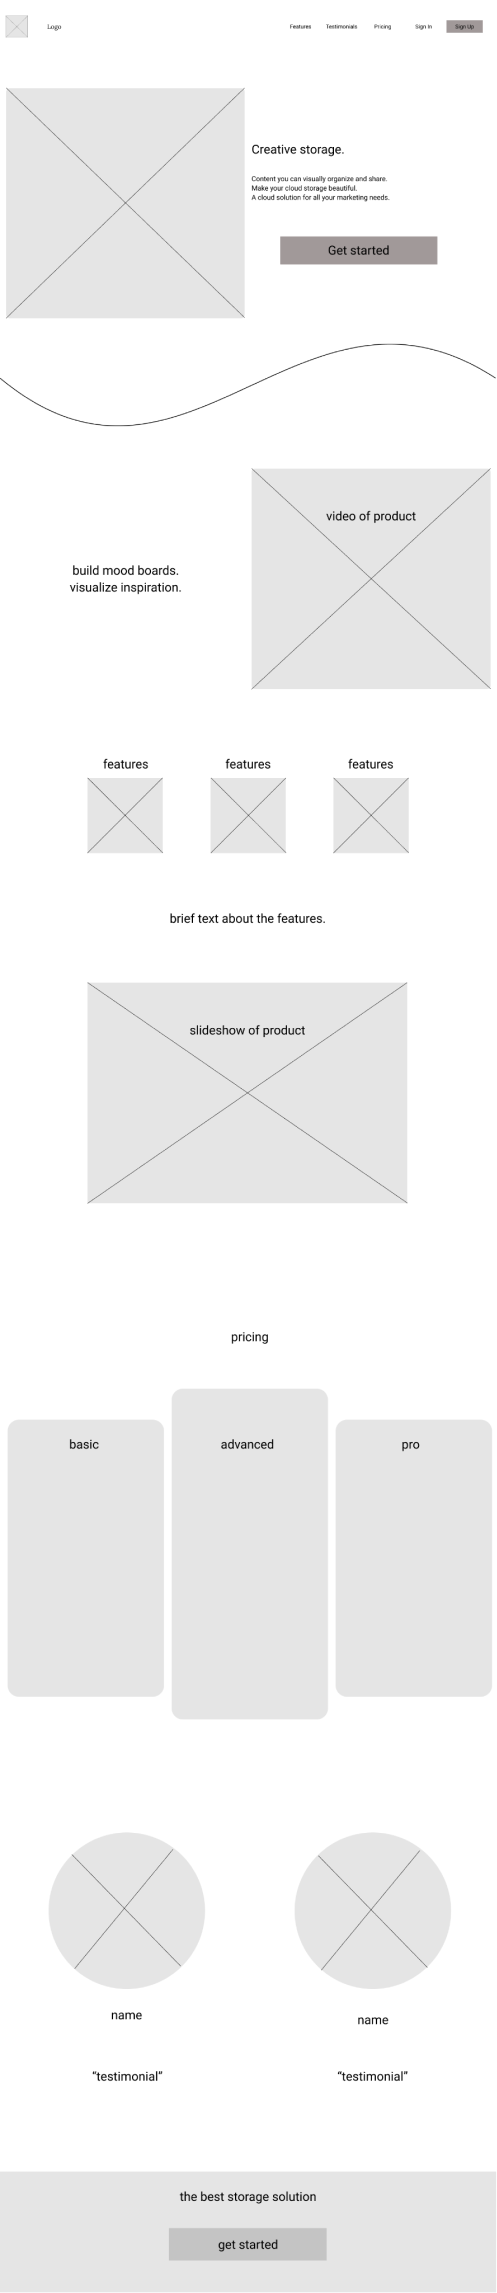 Logo
Features
Testimonials
Pricing
Sign In
Sign Up
Creative storage.
Content you can visually organize and share.
Make your cloud storage beautiful.
A cloud solution for all your marketing needs.
Get started
video of product
build mood boards.
visualize inspiration.
features
features
features
brief text about the features.
slideshow of product
pricing
basic
advanced
pro
name
name
“testimonial”
“testimonial”
the best storage solution
get started